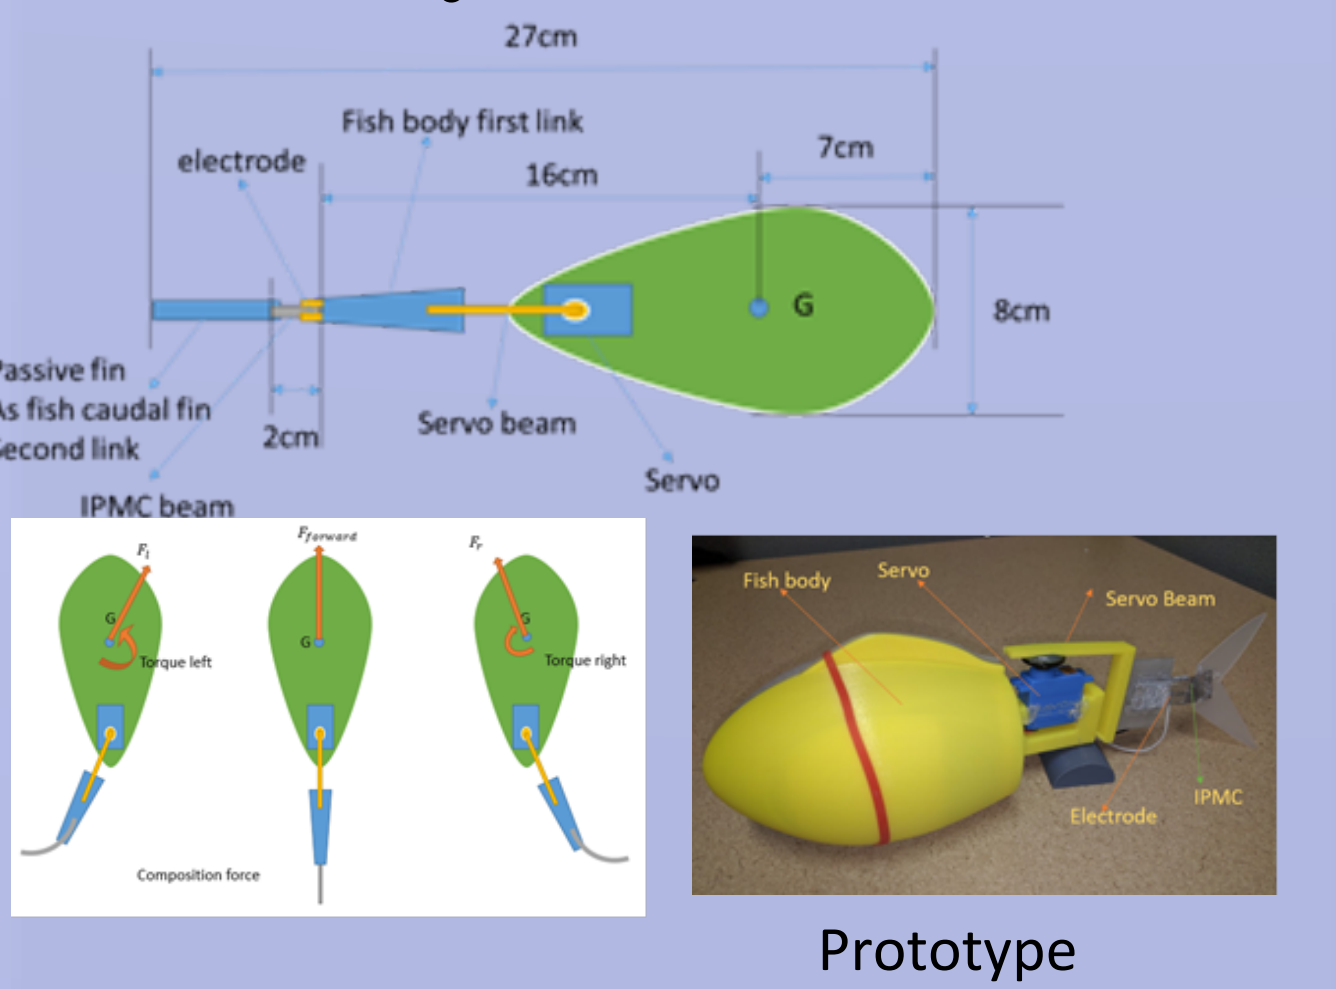 27cm
Fish body first link
electrode
7cm
16cm
G
8cm
Passive fin
As fish caudal fin
Second link
2cm
Servo beam
Servo
IPMC beam
F_l
F_forward
F_r
G
G
G
Torque left
Torque right
Composition force
Fish body
Servo
Servo Beam
IPMC
Electrode
Prototype